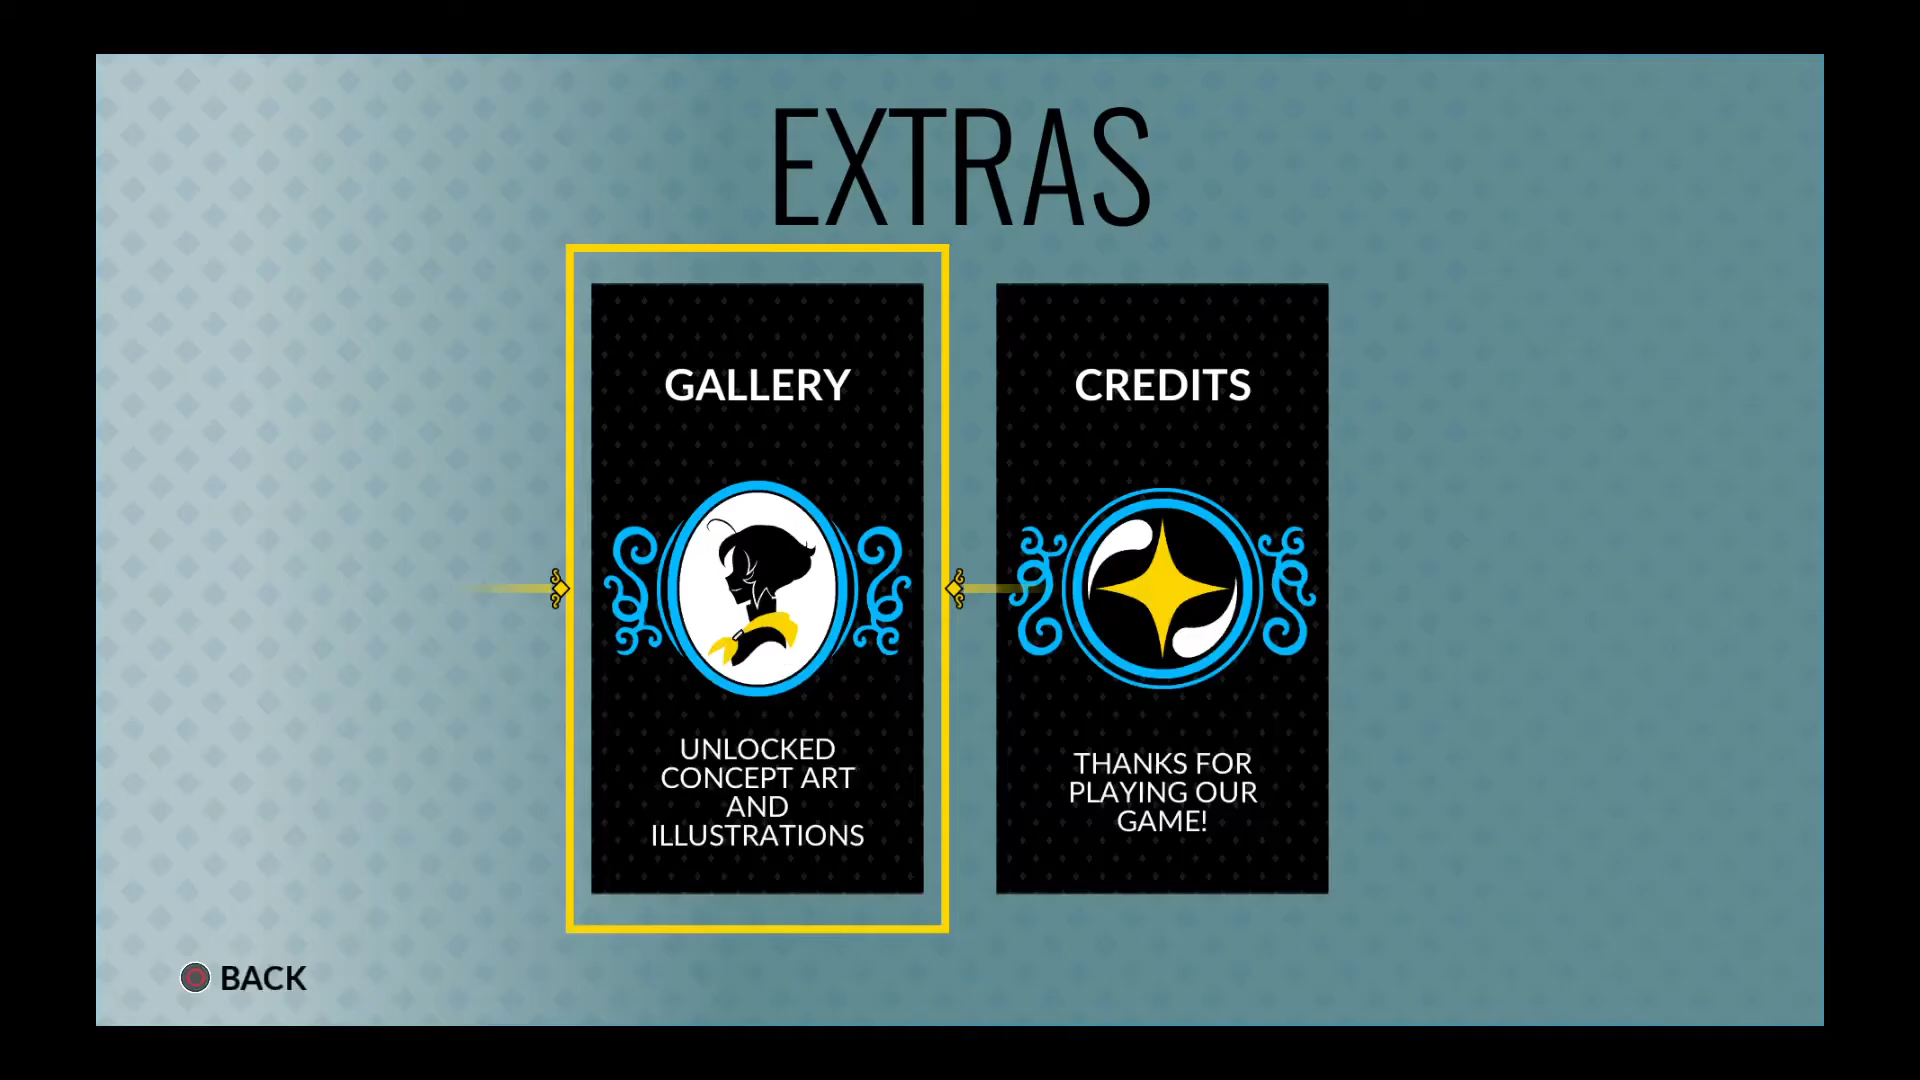 EXTRAS
GALLERY
UNLOCKED
CONCEPT ART
AND
ILLUSTRATIONS
CREDITS
THANKS FOR
PLAYING OUR
GAME!
BACK